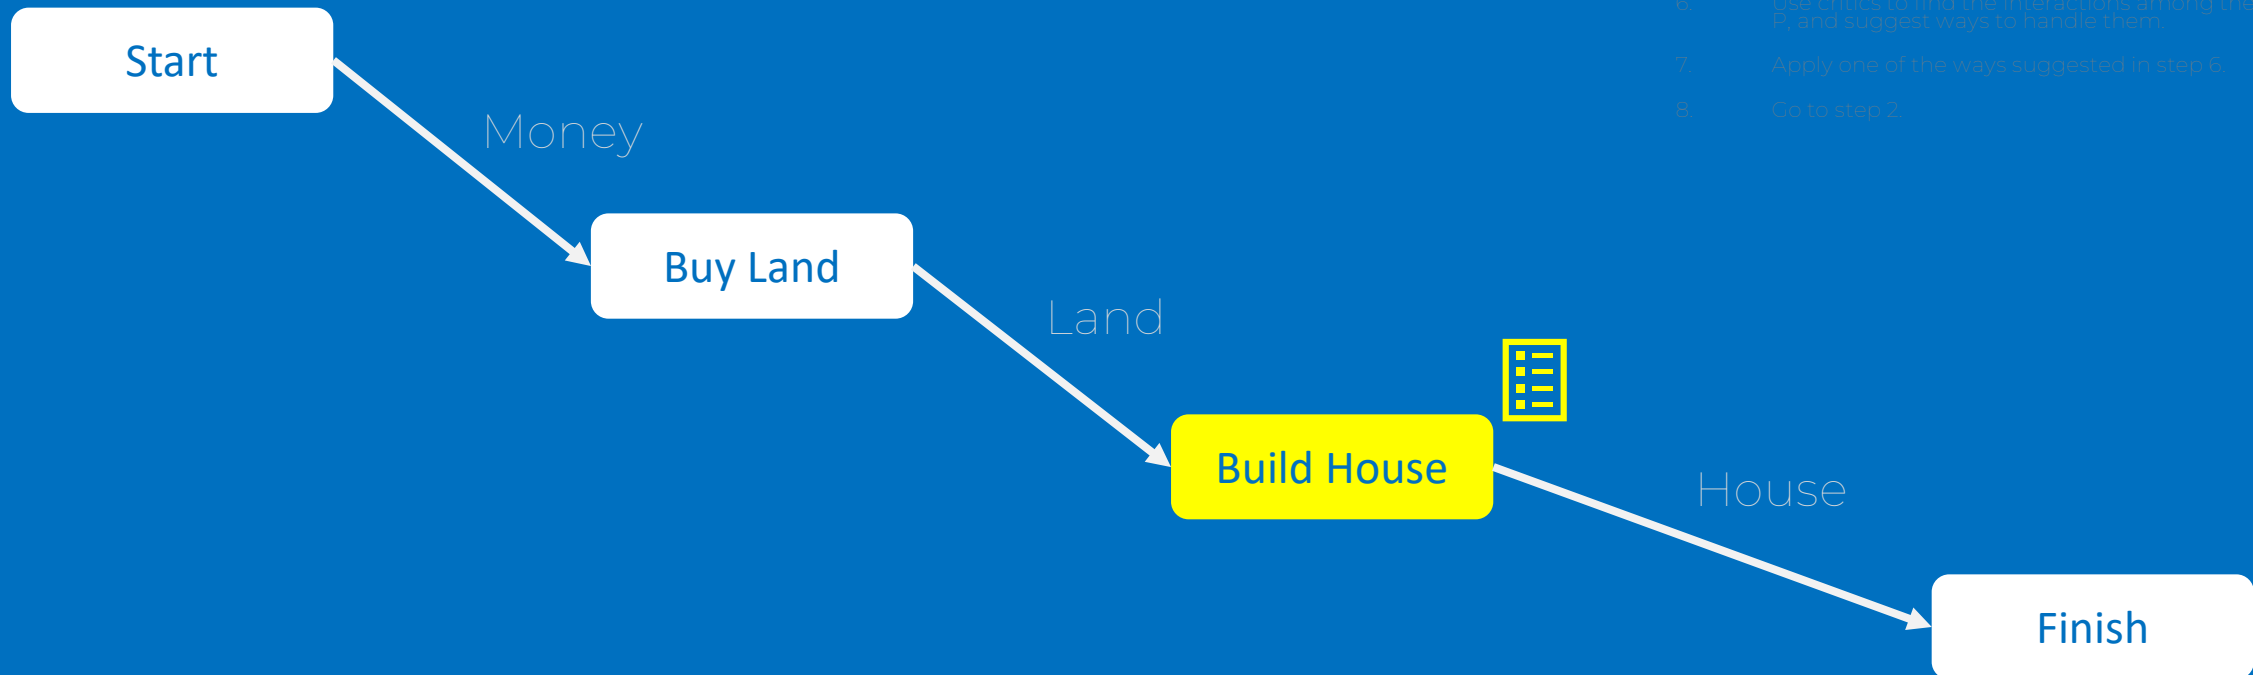 Start
6. Use critics to find the interactions among the
P, and suggest ways to handle them.
7. Apply one of the ways suggested in step 6.
8. Go to step 2.
Money
Buy Land
Land
Build House
House
Finish